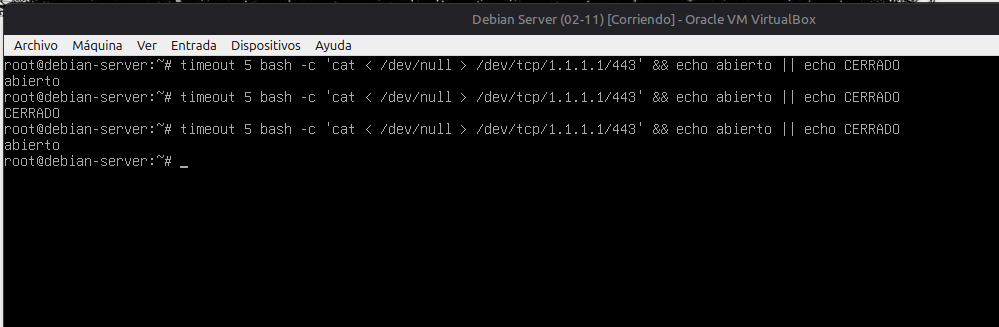 Debian Server (02-11) [Corriendo] - Oracle VM VirtualBox
Archivo Máquina Ver Entrada Dispositivos Ayuda
root@debian-server:~# timeout 5 bash -c 'cat < /dev/null > /dev/tcp/1.1.1.1/443' && echo abierto || echo CERRADO
abierto
root@debian-server:~# timeout 5 bash -c 'cat < /dev/null > /dev/tcp/1.1.1.1/443' && echo abierto || echo CERRADO
CERRADO
root@debian-server:~# timeout 5 bash -c 'cat < /dev/null > /dev/tcp/1.1.1.1/443' && echo abierto || echo CERRADO
abierto
root@debian-server:~# _